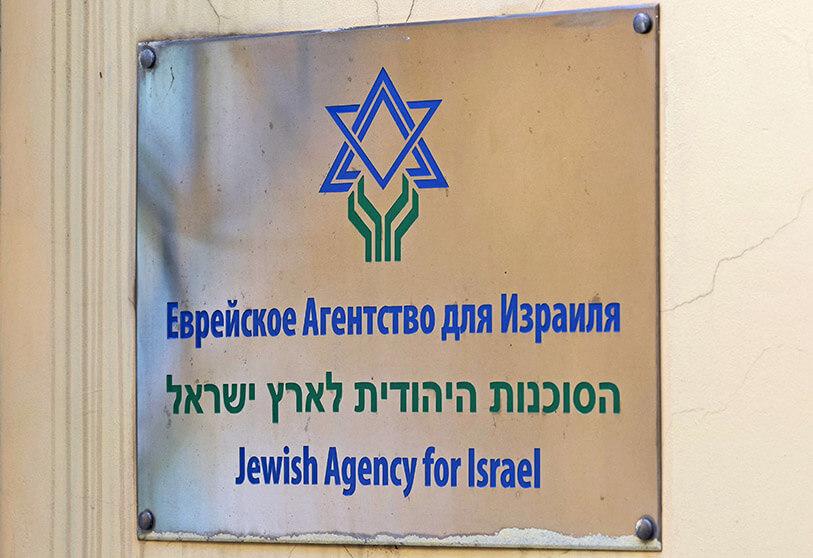 Еврейское Агентство для Израиля
הסוכנות היהודית לארץ ישראל
Jewish Agency for Israel